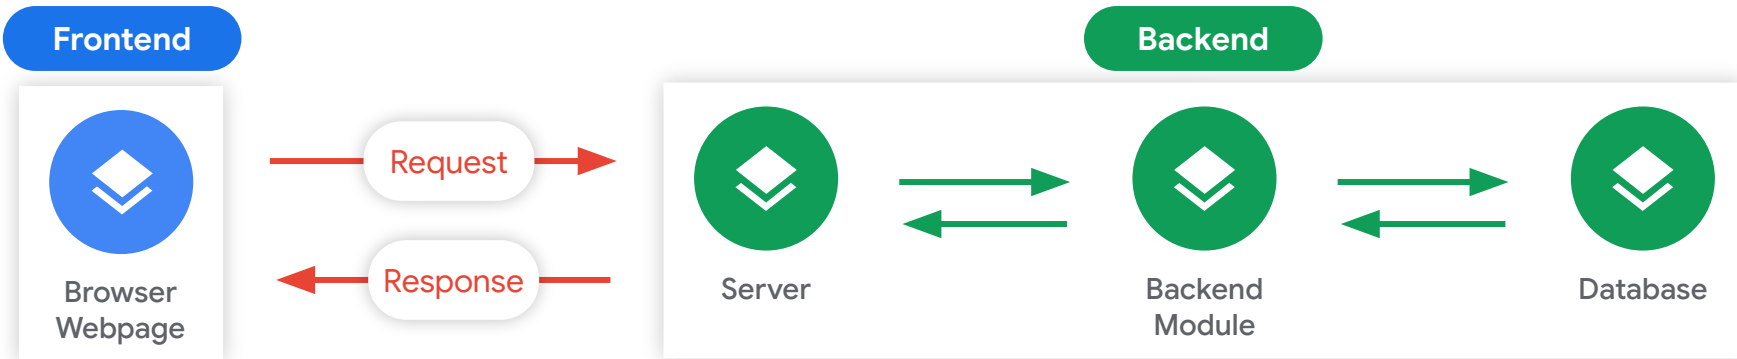 Frontend
Backend
Request
Response
Browser
Webpage
Server
Backend
Module
Database